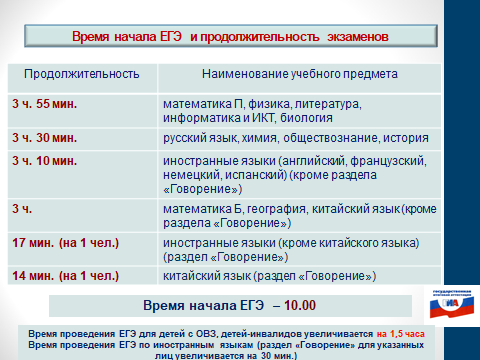 Время начала ЕГЭ и продолжительность экзаменов
Продолжительность
Наименование учебного предмета
3 ч. 55 мин.
математика П, физика, литература,
информатика и ИКТ, биология
3 ч. 30 мин.
русский язык, химия, обществознание, история
3 ч. 10 мин.
иностранные языки (английский, французский,
немецкий, испанский) (кроме раздела
«Говорение»)
3 ч.
математика Б, география, китайский язык (кроме
раздела «Говорение»)
17 мин. (на 1 чел.)
иностранные языки (кроме китайского языка)
(раздел «Говорение»)
14 мин. (на 1 чел.)
китайский язык (раздел «Говорение»)
Время начала ЕГЭ – 10.00
Время проведения ЕГЭ для детей с ОВЗ, детей-инвалидов увеличивается на 1,5 часа
Время проведения ЕГЭ по иностранным языкам (раздел «Говорение» для указанных
лиц увеличивается на 30 мин.)